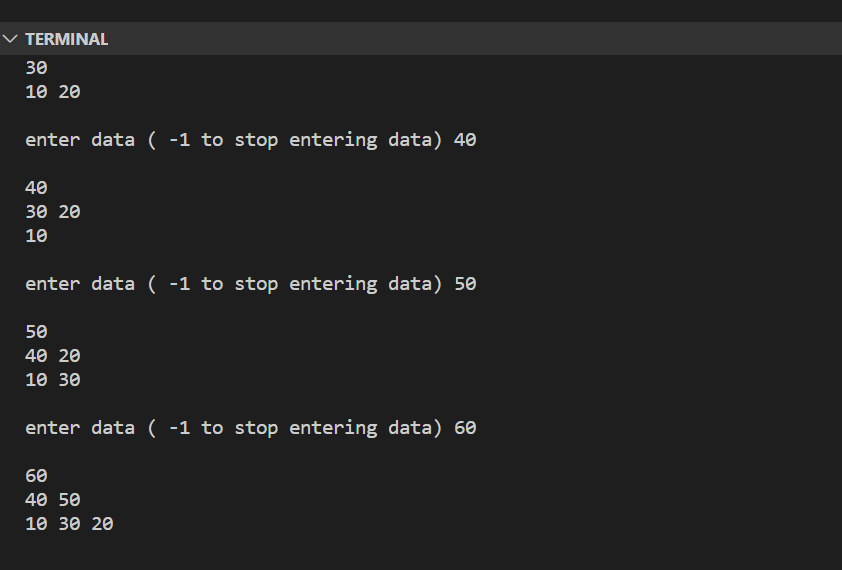 TERMINAL
30
10 20
enter data ( -1 to stop entering data) 40
40
30 20
10
enter data ( -1 to stop entering data) 50
50
40 20
10 30
enter data ( -1 to stop entering data) 60
60
40 50
10 30 20